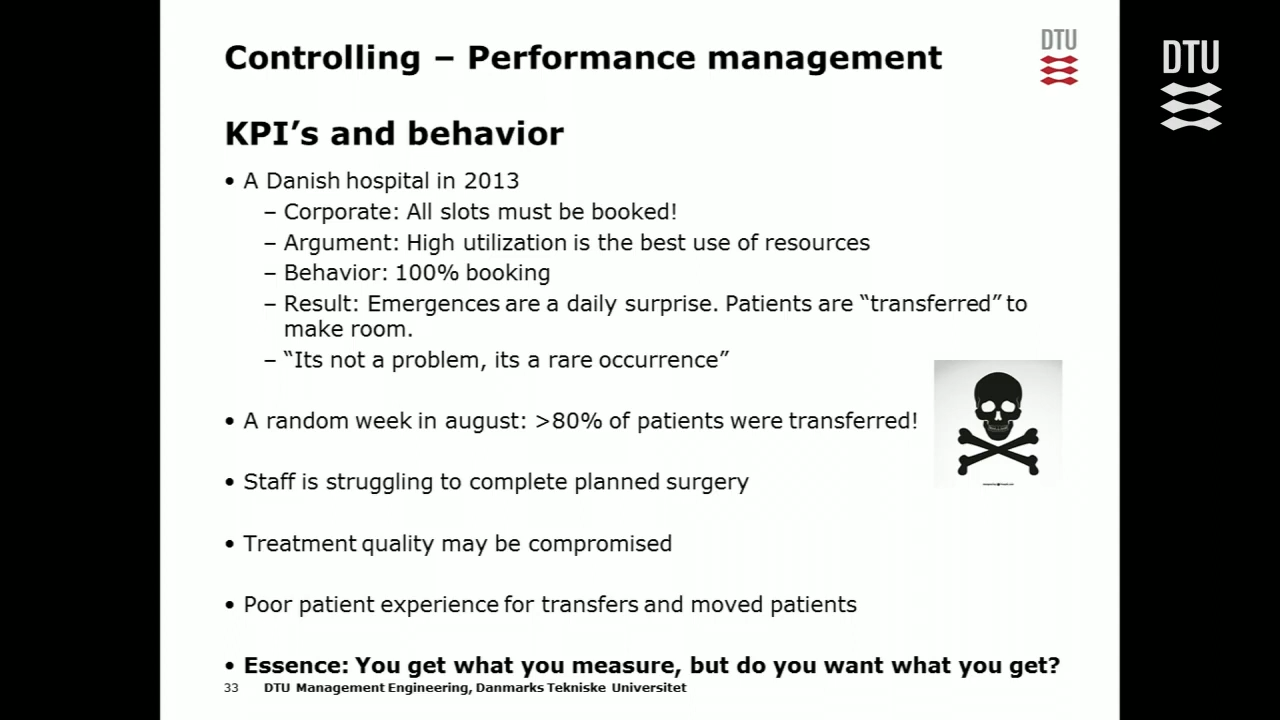 Controlling – Performance management
DTU
DTU
KPI’s and behavior
• A Danish hospital in 2013
– Corporate: All slots must be booked!
– Argument: High utilization is the best use of resources
– Behavior: 100% booking
– Result: Emergences are a daily surprise. Patients are “transferred” to
make room.
– “Its not a problem, its a rare occurrence”
• A random week in august: >80% of patients were transferred!
• Staff is struggling to complete planned surgery
• Treatment quality may be compromised
• Poor patient experience for transfers and moved patients
• Essence: You get what you measure, but do you want what you get?
33 DTU Management Engineering, Danmarks Tekniske Universitet